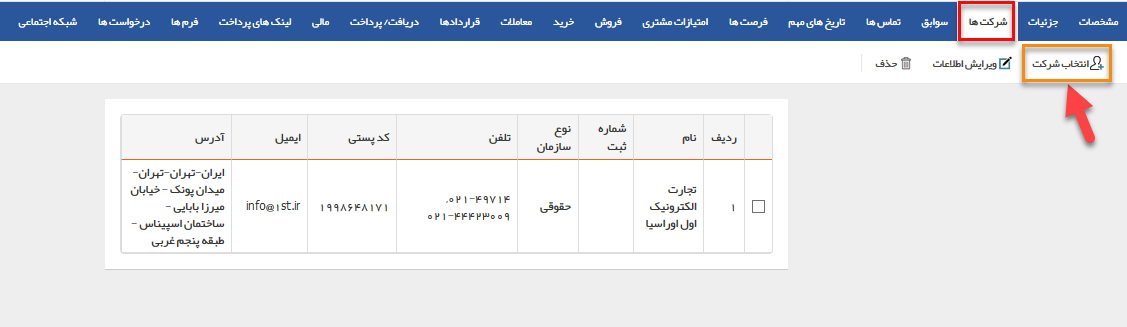 مشخصات جزئیات شرکت ها سوابق تماس ها تاریخ های مهم فرصت ها امتیازات مشتری فروش خرید معاملات قراردادها دریافت/ پرداخت مالی لینک های پرداخت فرم ها درخواست ها شبکه اجتماعی
انتخاب شرکت ویرایش اطلاعات حذف
ردیف نام شماره ثبت نوع سازمان تلفن کد پستی ایمیل آدرس
۱
تجارت
الکترونیک
اول اوراسیا
حقوقی
۰۲۱-۴۹۷۱۴.
۰۲۱-۴۴۴۲۳۰۰۹
۱۹۹۸۶۴۸۱۷۱
info@1st.ir
ایران-تهران-تهران-
میدان پونک - خیابان
میرزا بابایی -
ساختمان اسپیناس -
طبقه پنجم غربی